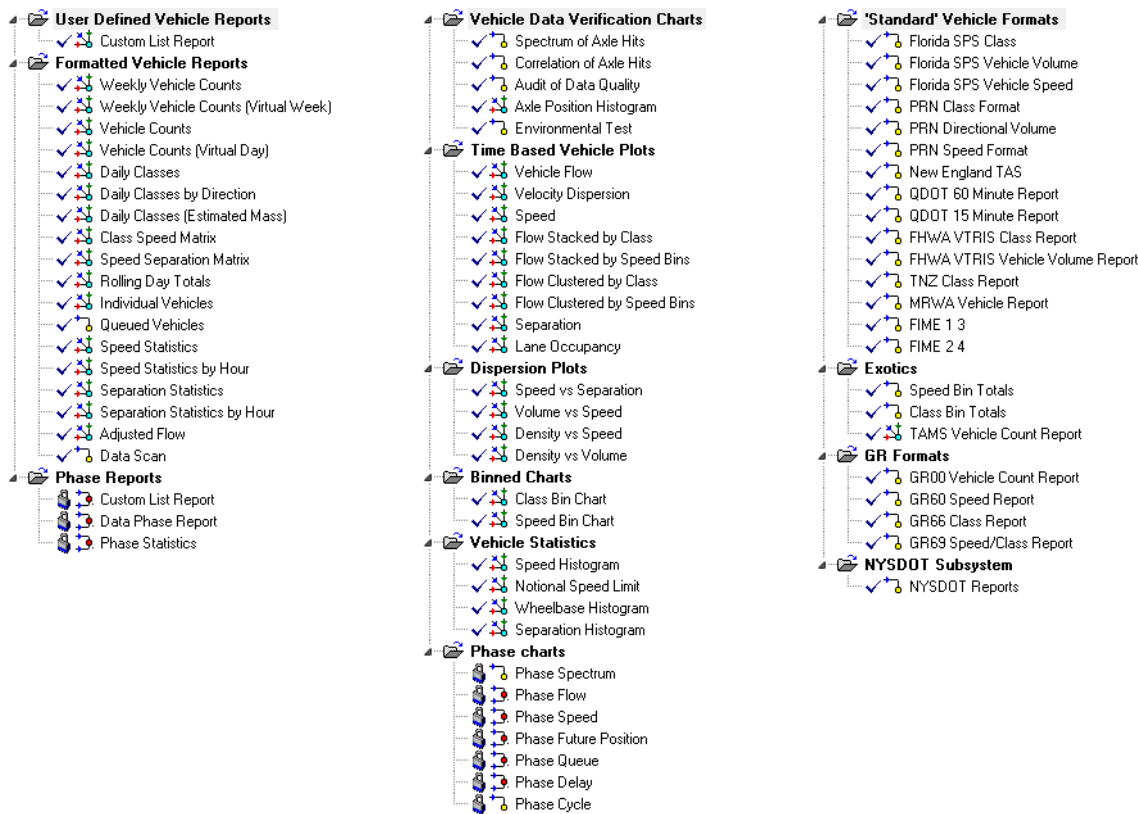 User Defined Vehicle Reports
Custom List Report
Formatted Vehicle Reports
Weekly Vehicle Counts
Weekly Vehicle Counts (Virtual Week)
Vehicle Counts
Vehicle Counts (Virtual Day)
Daily Classes
Daily Classes by Direction
Daily Classes (Estimated Mass)
Class Speed Matrix
Speed Separation Matrix
Rolling Day Totals
Individual Vehicles
Queued Vehicles
Speed Statistics
Speed Statistics by Hour
Separation Statistics
Separation Statistics by Hour
Adjusted Flow
Data Scan
Phase Reports
Custom List Report
Data Phase Report
Phase Statistics
Vehicle Data Verification Charts
Spectrum of Axle Hits
Correlation of Axle Hits
Audit of Data Quality
Axle Position Histogram
Environmental Test
Time Based Vehicle Plots
Vehicle Flow
Velocity Dispersion
Speed
Flow Stacked by Class
Flow Stacked by Speed Bins
Flow Clustered by Class
Flow Clustered by Speed Bins
Separation
Lane Occupancy
Dispersion Plots
Speed vs Separation
Volume vs Speed
Density vs Speed
Density vs Volume
Binned Charts
Class Bin Chart
Speed Bin Chart
Vehicle Statistics
Speed Histogram
Notional Speed Limit
Wheelbase Histogram
Separation Histogram
Phase charts
Phase Spectrum
Phase Flow
Phase Speed
Phase Future Position
Phase Queue
Phase Delay
Phase Cycle
'Standard' Vehicle Formats
Florida SPS Class
Florida SPS Vehicle Volume
Florida SPS Vehicle Speed
PRN Class Format
PRN Directional Volume
PRN Speed Format
New England TAS
QDOT 60 Minute Report
QDOT 15 Minute Report
FHWA VTRIS Class Report
FHWA VTRIS Vehicle Volume Report
TNZ Class Report
MRWA Vehicle Report
FIME 1 3
FIME 2 4
Exotics
Speed Bin Totals
Class Bin Totals
TAMS Vehicle Count Report
GR Formats
GR00 Vehicle Count Report
GR60 Speed Report
GR66 Class Report
GR69 Speed/Class Report
NYSDOT Subsystem
NYSDOT Reports